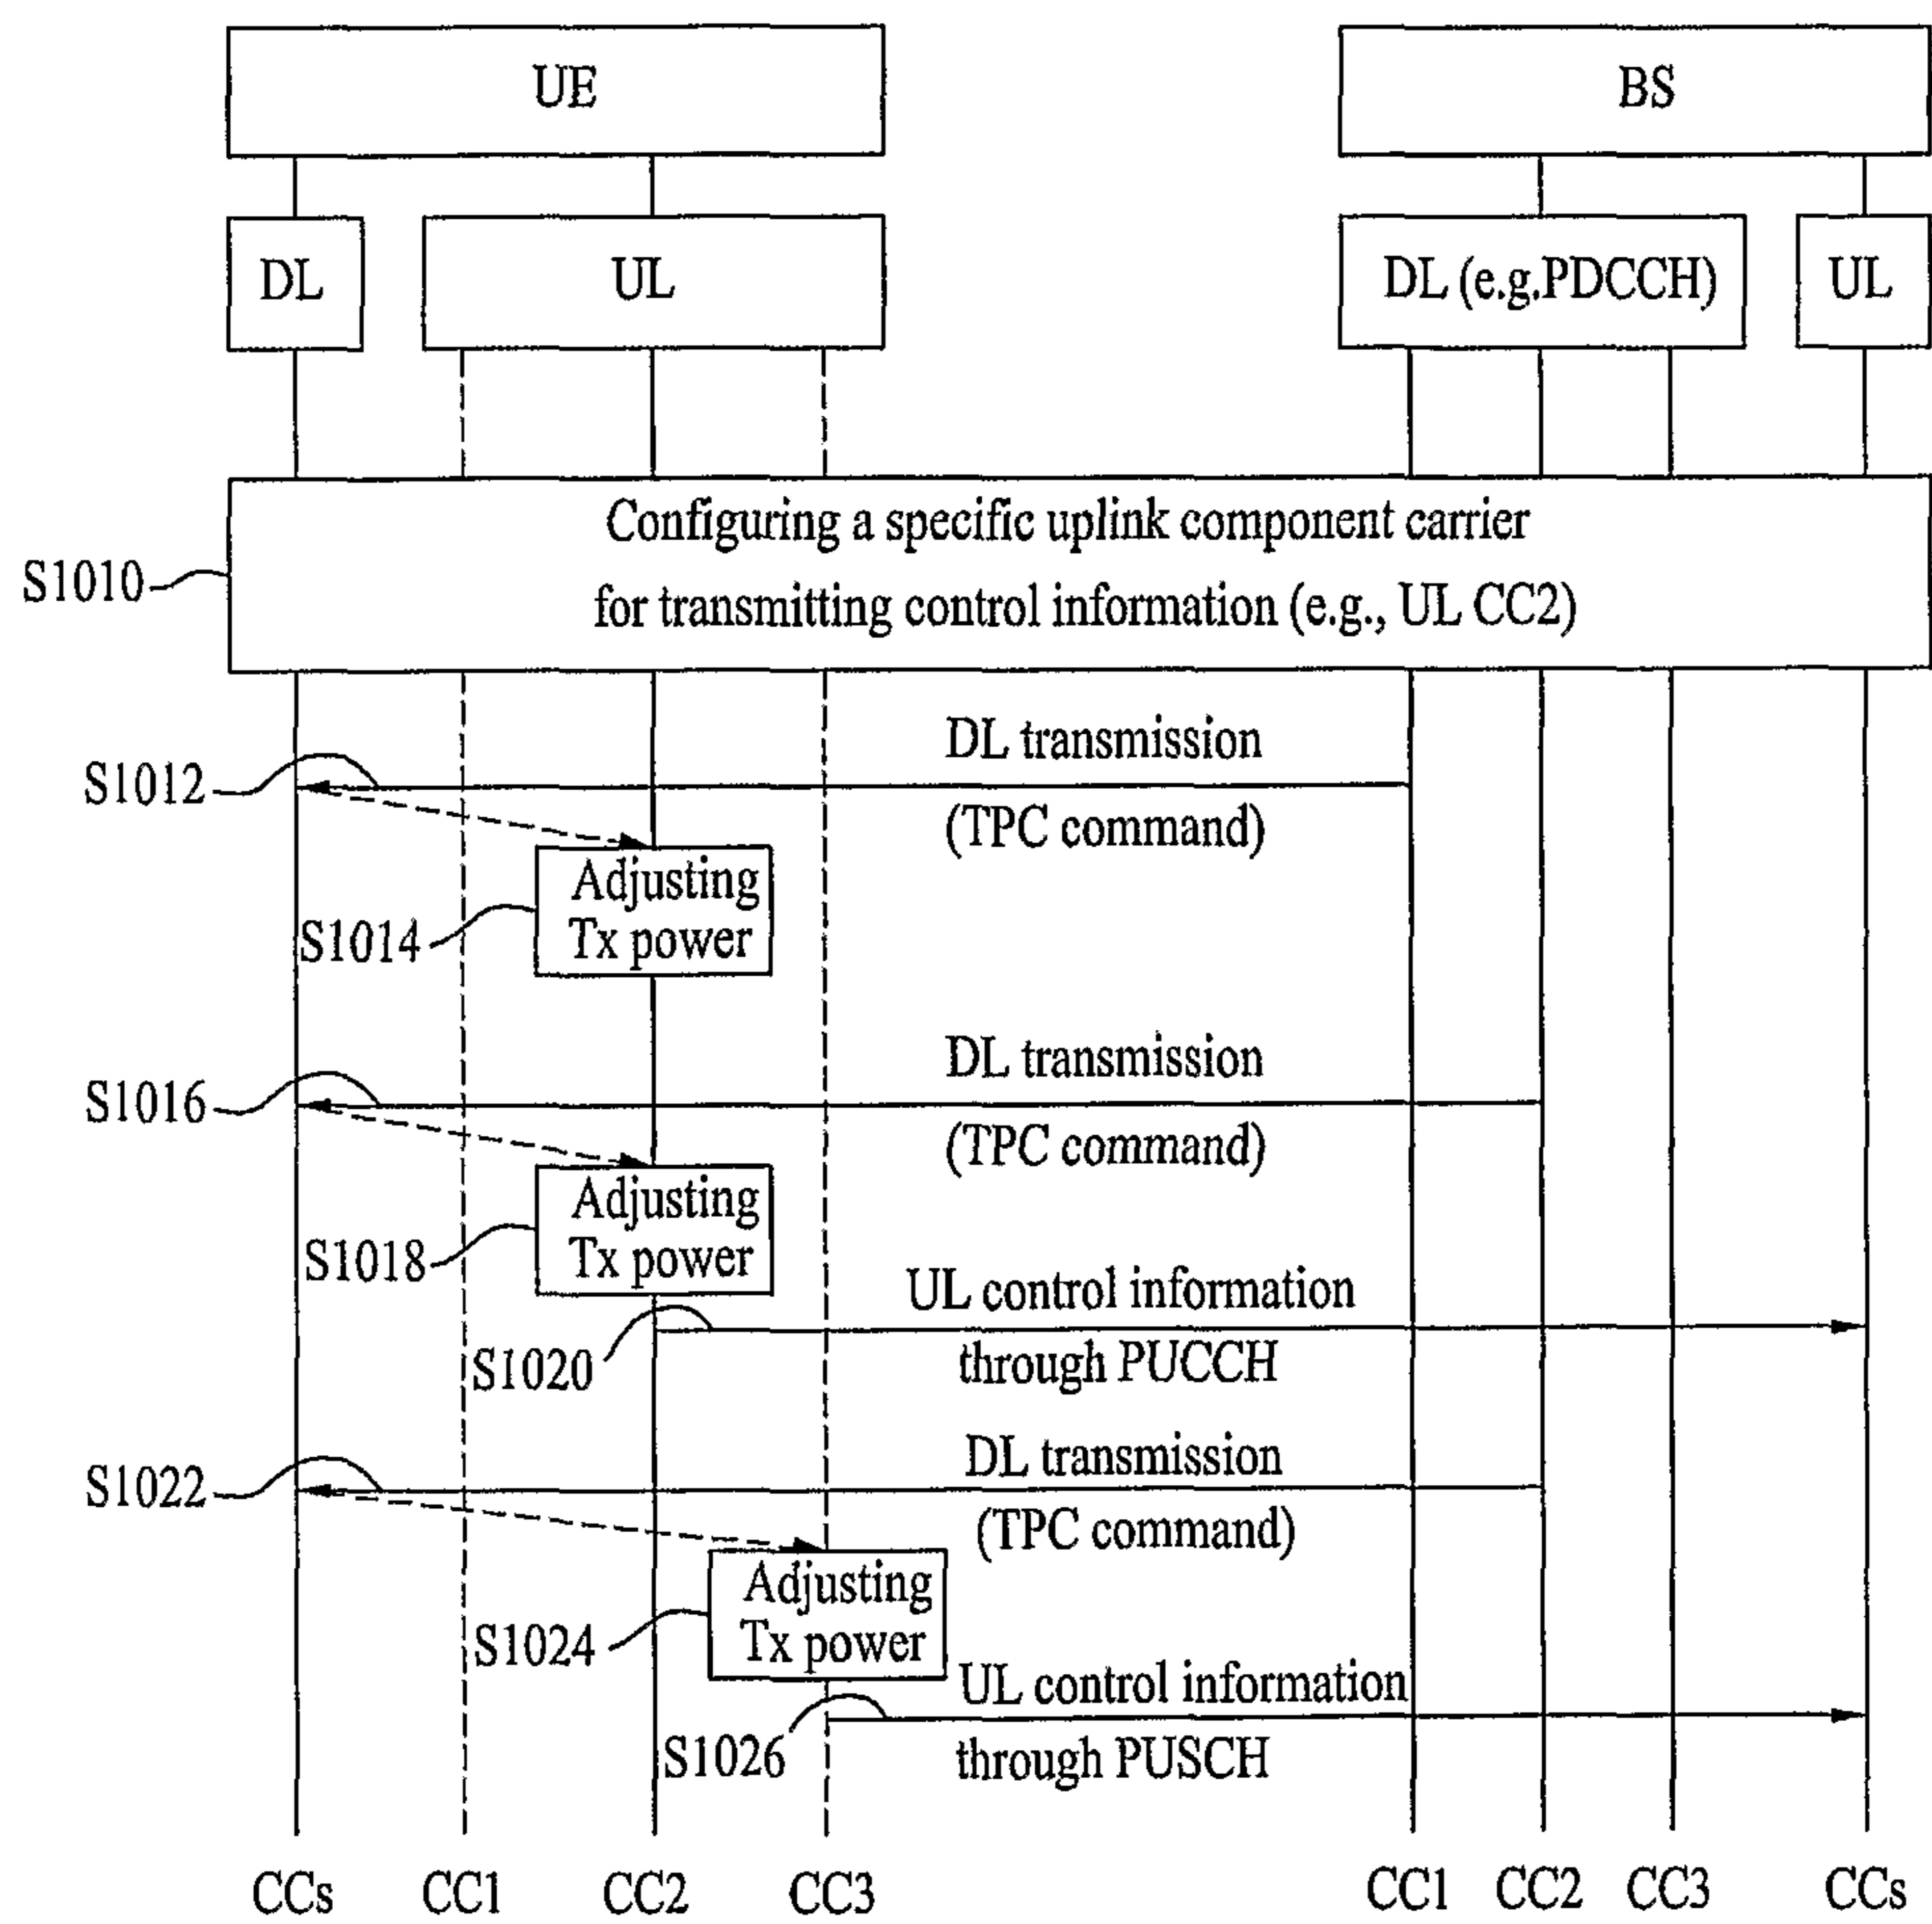 UE
BS
DL
UL
DL (e.g.PDCCH)
UL
Configuring a specific uplink component carrier
for transmitting control information (e.g., UL CC2)
S1010
DL transmission
S1012
(TPC command)
Adjusting
Tx power
S1014
DL transmission
S1016
(TPC command)
Adjusting
Tx power
S1018
UL control information
through PUCCH
S1020
DL transmission
S1022
(TPC command)
Adjusting
Tx power
S1024
UL control information
through PUSCH
S1026
CCs
CC1
CC2
CC3
CC1
CC2
CC3
CCs